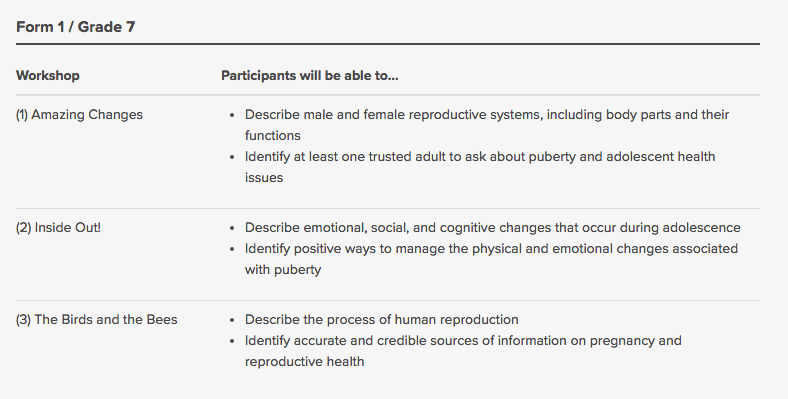 Form 1 / Grade 7
Workshop Participants will be able to...
(1) Amazing Changes
• Describe male and female reproductive systems, including body parts and their
functions
• Identify at least one trusted adult to ask about puberty and adolescent health
issues
(2) Inside Out!
• Describe emotional, social, and cognitive changes that occur during adolescence
• Identify positive ways to manage the physical and emotional changes associated
with puberty
(3) The Birds and the Bees
• Describe the process of human reproduction
• Identify accurate and credible sources of information on pregnancy and
reproductive health